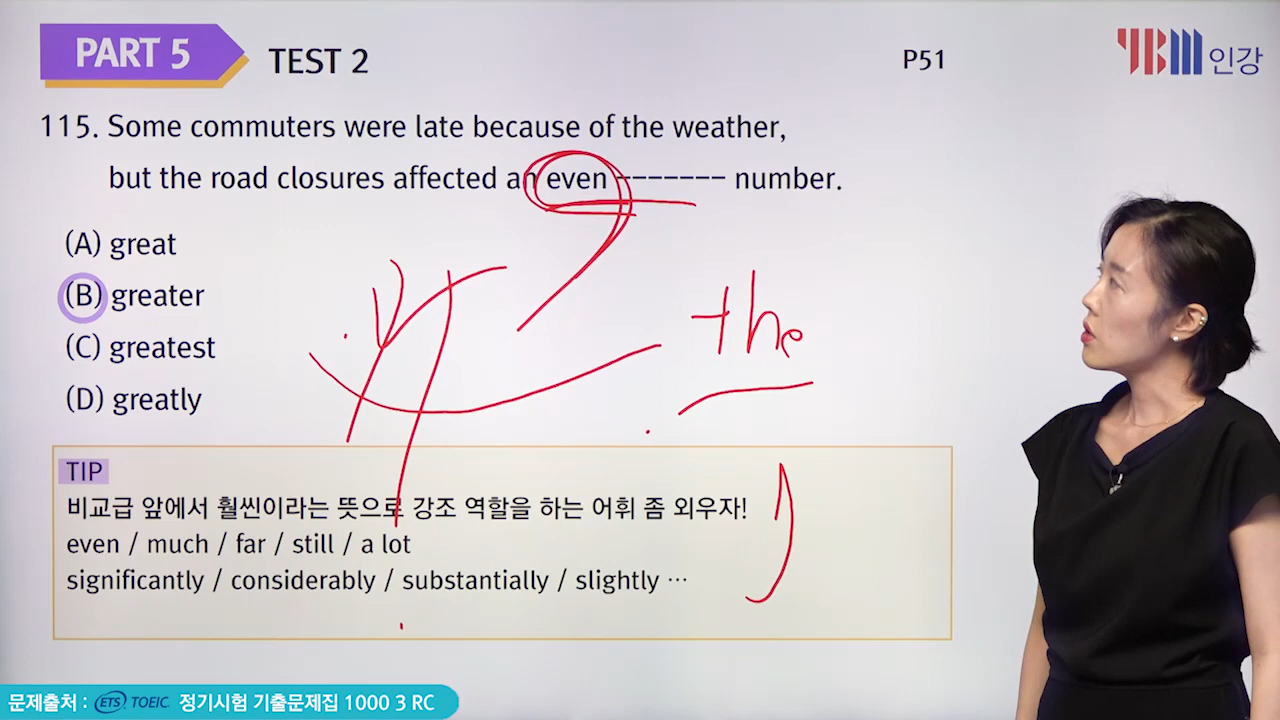 PART 5
TEST 2
P51
YBM 인강
115. Some commuters were late because of the weather,
but the road closures affected an even ------- number.
(A) great
(B) greater
(C) greatest
(D) greatly
the
TIP
비교급 앞에서 훨씬이라는 뜻으로 강조 역할을 하는 어휘 좀 외우자!
even / much / far / still / a lot
significantly / considerably / substantially / slightly ···
문제출처 : ETS TOEIC. 정기시험 기출문제집 1000 3 RC